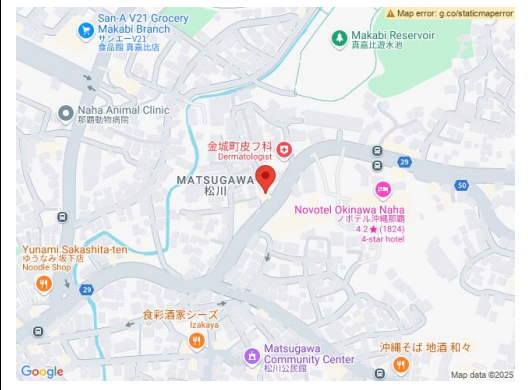 Map error: g.co/staticmaperror
San-A V21 Grocery
Makabi Branch
サンエーV21
食品館 真嘉比店
Makabi Reservoir
真嘉比遊水池
Naha Animal Clinic
那覇動物病院
金城町皮フ科
Dermatologist
29
MATSUGAWA
松川
50
Novotel Okinawa Naha
ノボテル沖縄那覇
4.2★(1824)
4-star hotel
Yunami Sakashita-ten
ゆうなみ 坂下店
Noodle Shop
29
食彩酒家シーズ
Izakaya
Matsugawa
Community Center
松川公民館
沖縄そば 地酒 和々
Google
Map data ©2025